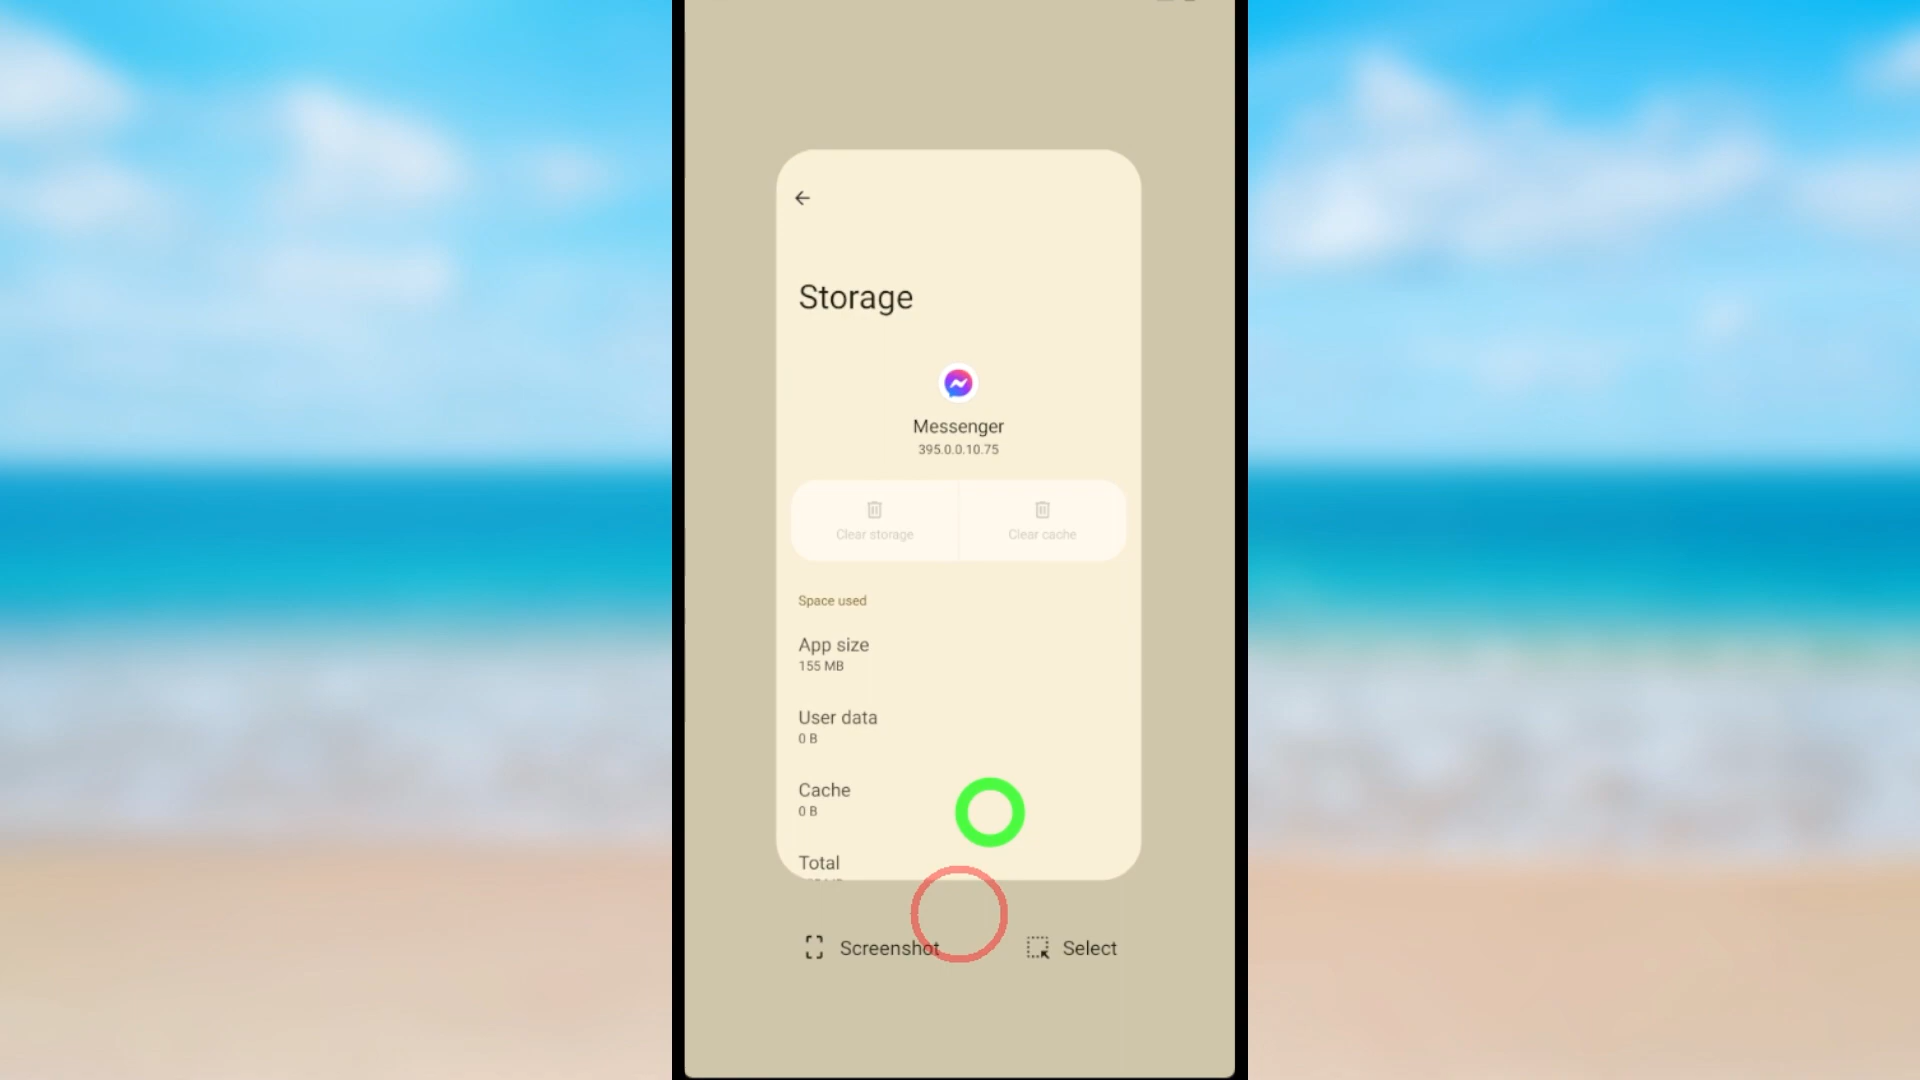 Storage
Messenger
395.0.0.10.75
Clear storage
Clear cache
Space used
App size
155 MB
User data
0 B
Cache
0 B
Total
Screenshot
Select